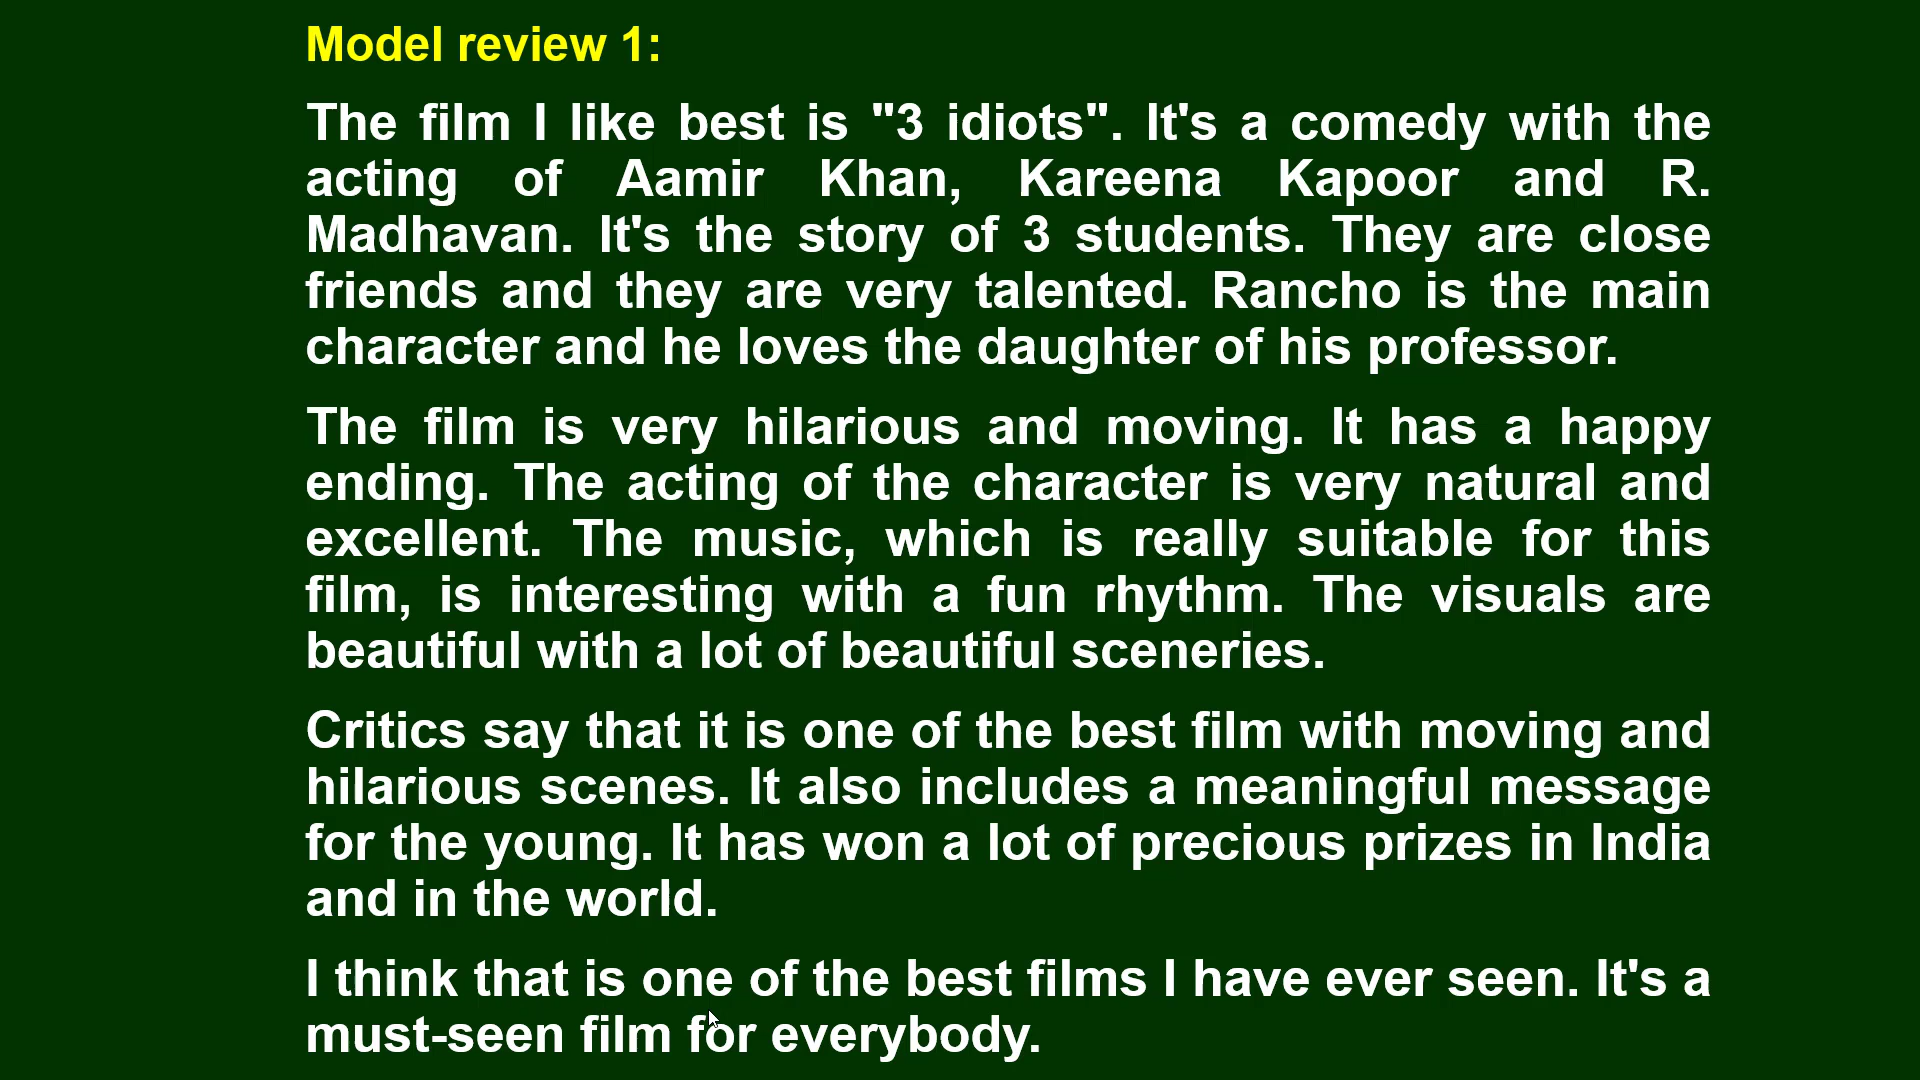 Model review 1:
The film I like best is "3 idiots". It's a comedy with the
acting of Aamir Khan, Kareena Kapoor and R.
Madhavan. It's the story of 3 students. They are close
friends and they are very talented. Rancho is the main
character and he loves the daughter of his professor.
The film is very hilarious and moving. It has a happy
ending. The acting of the character is very natural and
excellent. The music, which is really suitable for this
film, is interesting with a fun rhythm. The visuals are
beautiful with a lot of beautiful sceneries.
Critics say that it is one of the best film with moving and
hilarious scenes. It also includes a meaningful message
for the young. It has won a lot of precious prizes in India
and in the world.
I think that is one of the best films I have ever seen. It's a
must-seen film for everybody.